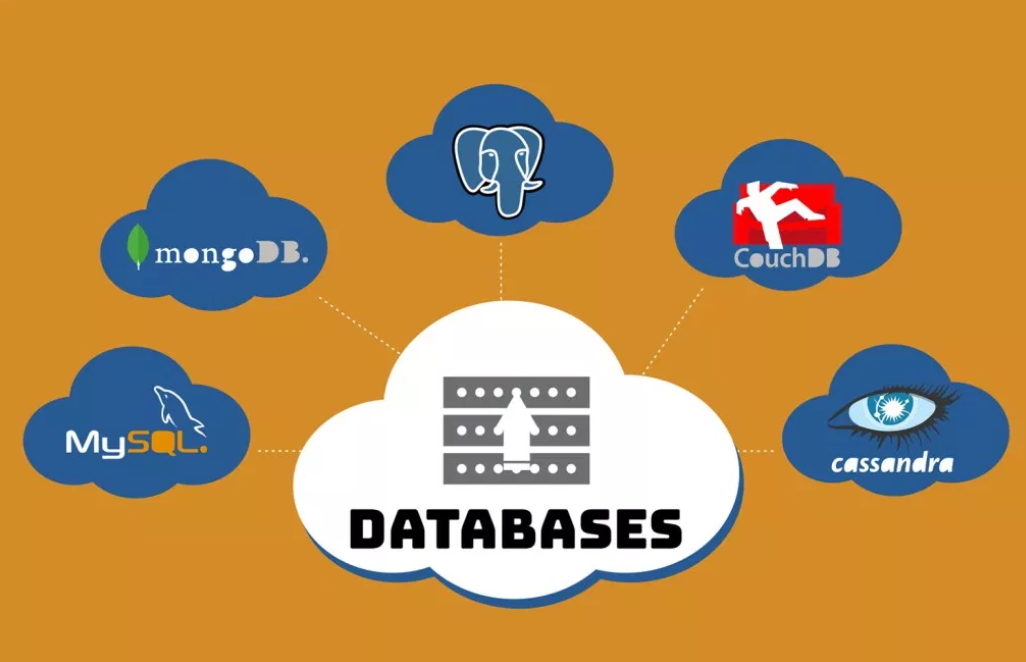 mongoDB.
CouchDB
MySQL.
cassandra
DATABASES